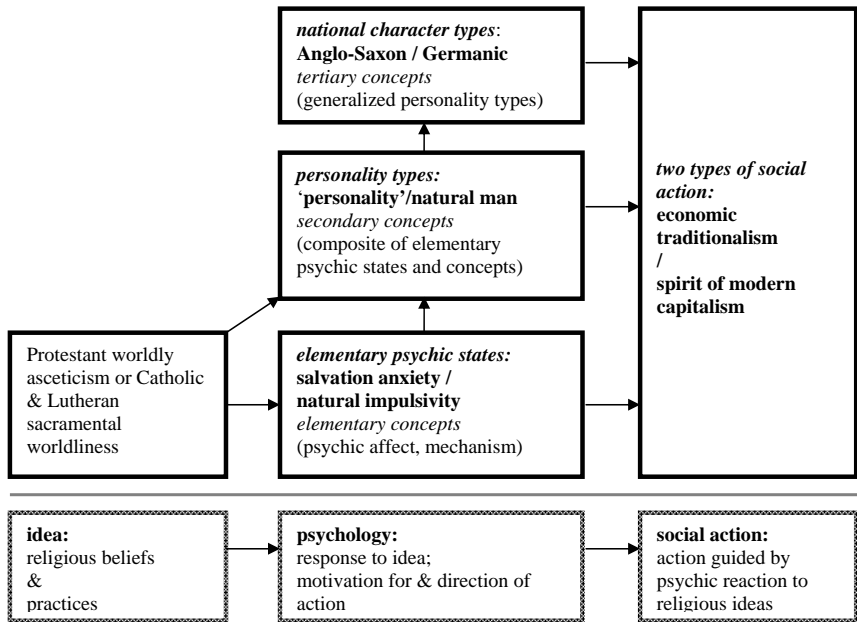 national character types:
Anglo-Saxon / Germanic
tertiary concepts
(generalized personality types)
personality types:
'personality'/natural man
secondary concepts
(composite of elementary
psychic states and concepts)
two types of social
action:
economic
traditionalism
/
spirit of modern
capitalism
Protestant worldly
asceticism or Catholic
& Lutheran
sacramental
worldliness
elementary psychic states:
salvation anxiety /
natural impulsivity
elementary concepts
(psychic affect, mechanism)
idea:
religious beliefs
&
practices
psychology:
response to idea;
motivation for & direction of
action
social action:
action guided by
psychic reaction to
religious ideas